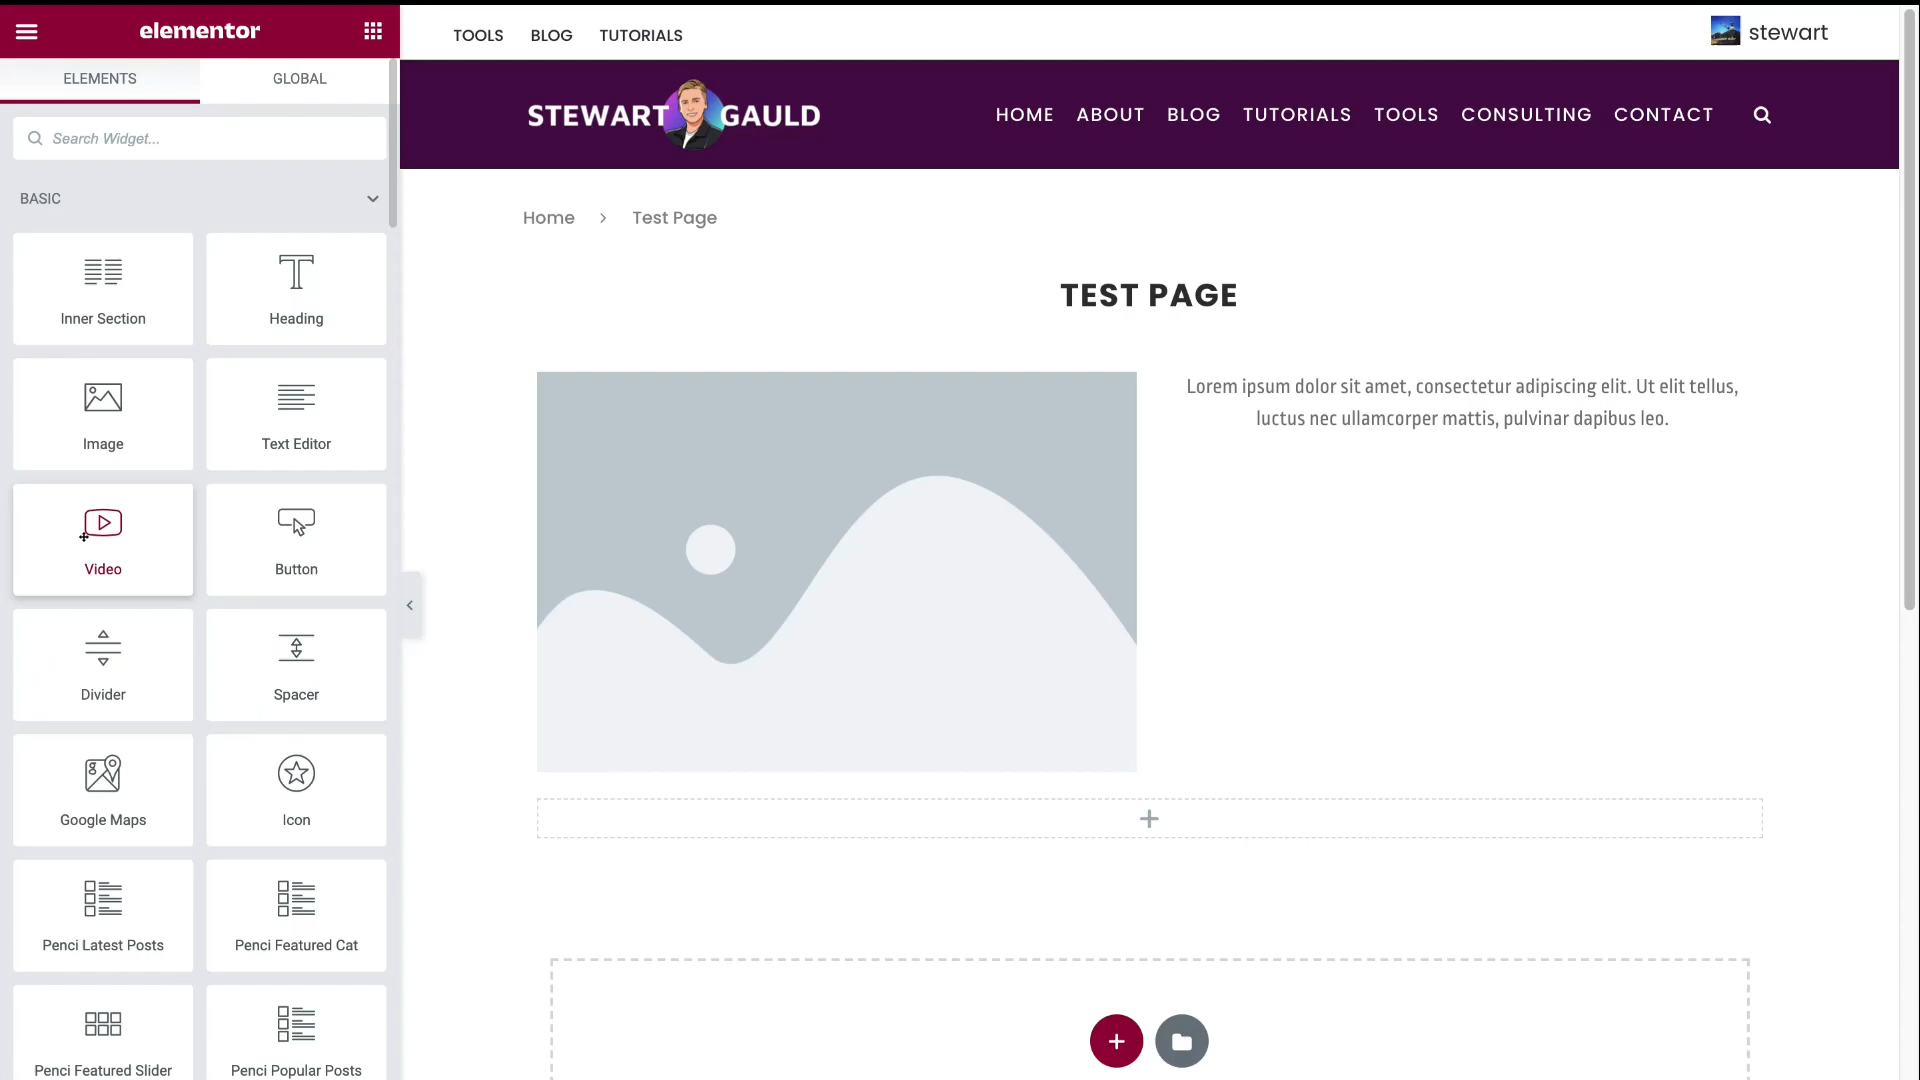 elementor
ELEMENTS
GLOBAL
Search Widget...
BASIC
Inner Section
Heading
Image
Text Editor
Video
Button
Divider
Spacer
Google Maps
Icon
Penci Latest Posts
Penci Featured Cat
Penci Featured Slider
Penci Popular Posts
TOOLS
BLOG
TUTORIALS
stewart
STEWART GAULD
HOME
ABOUT
BLOG
TUTORIALS
TOOLS
CONSULTING
CONTACT
Home
Test Page
TEST PAGE
Lorem ipsum dolor sit amet, consectetur adipiscing elit. Ut elit tellus,
luctus nec ullamcorper mattis, pulvinar dapibus leo.